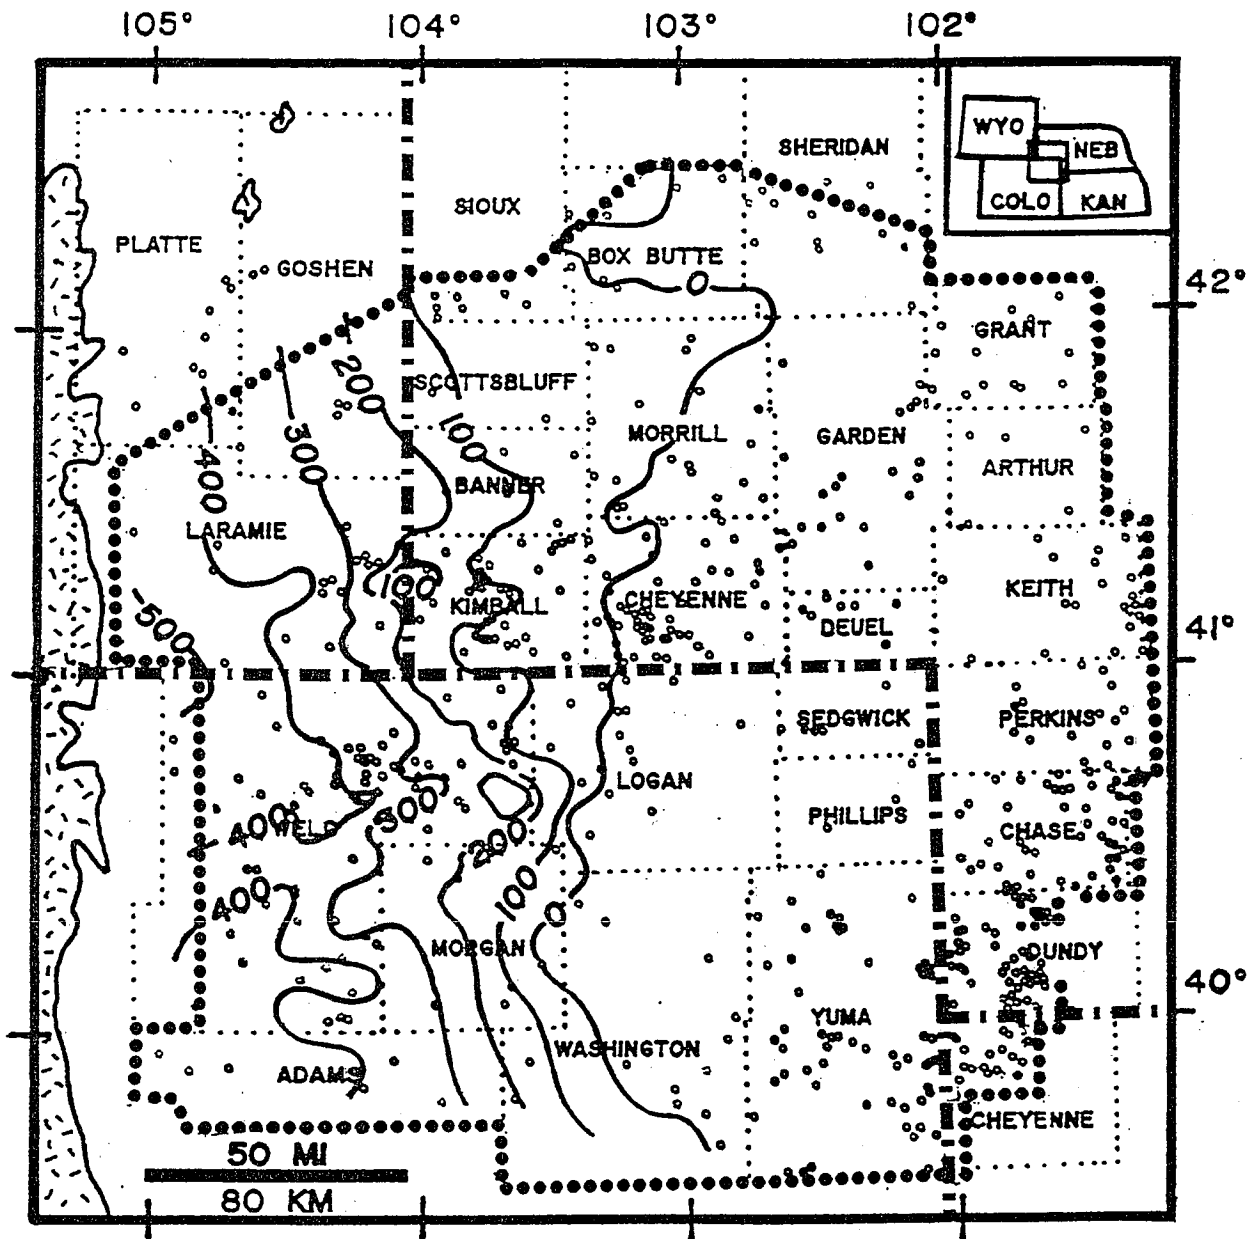 105° 104° 103° 102°
SHERIDAN
WYO
NEB
COLO KAN
SIOUX
PLATTE
GOSHEN
BOX BUTTE
0
42°
GRANT
-200
SCOTTSBLUFF
100
300
MORRILL
GARDEN
ARTHUR
400
BANNER
LARAMIE
100
KIMBALL
CHEYENNE
KEITH
-500
DEUEL
41°
SEDGWICK
PERKINS
LOGAN
300
PHILLIPS
CHASE
-400
WELD
200
-400
100
0
MORGAN
DUNDY
40°
YUMA
WASHINGTON
ADAMS
CHEYENNE
50 MI
80 KM